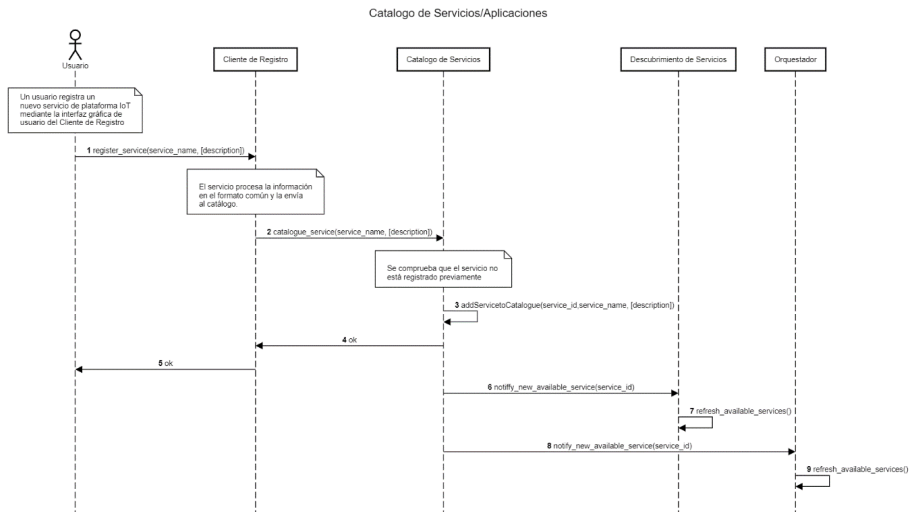 Catalogo de Servicios/Aplicaciones
Usuario
Cliente de Registro
Catalogo de Servicios
Descubrimiento de Servicios
Orquestador
Un usuario registra un
nuevo servicio de plataforma IoT
mediante la interfaz gráfica de
usuario del Cliente de Registro
1 register_service(service_name, [description])
El servicio procesa la información
en el formato común y la envía
al catálogo.
2 catalogue_service(service_name, [description])
Se comprueba que el servicio no
está registrado previamente
3 addServicetoCatalogue(service_id,service_name, [description])
4 ok
5 ok
6 notiffy_new_available_service(service_id)
7 refresh_available_services()
8 notify_new_available_service(service_id)
9 refresh_available_services()